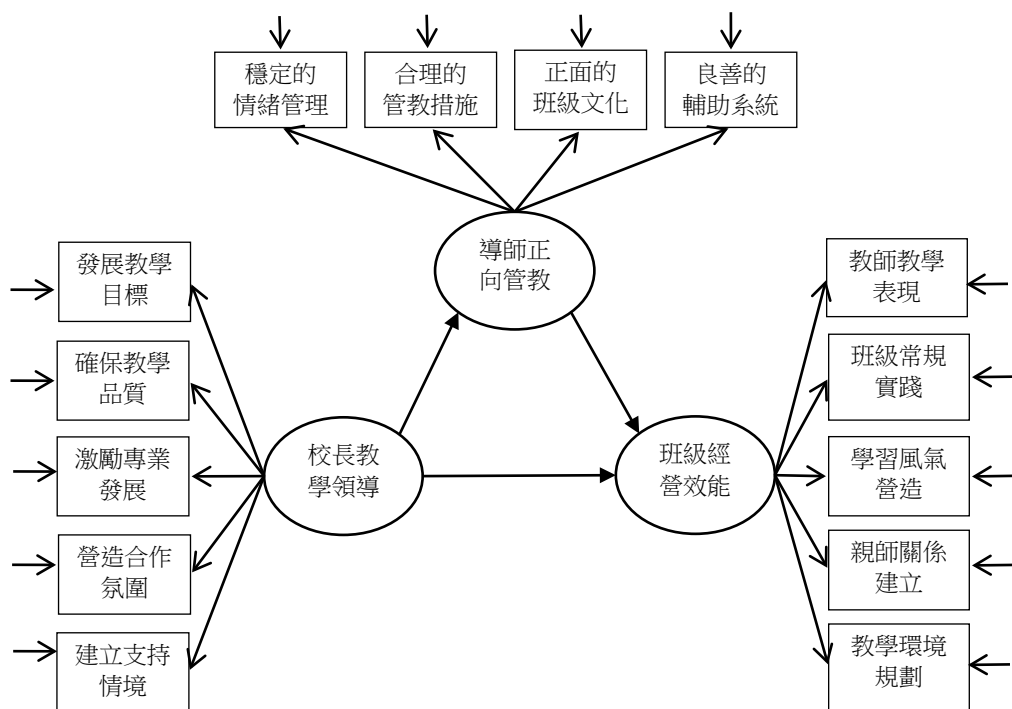 穩定的
情緒管理
合理的
管教措施
正面的
班級文化
良善的
輔助系統
導師正
向管教
發展教學
目標
確保教學
品質
激勵專業
發展
營造合作
氛圍
建立支持
情境
校長教
學領導
班級經
營效能
教師教學
表現
班級常規
實踐
學習風氣
營造
親師關係
建立
教學環境
規劃